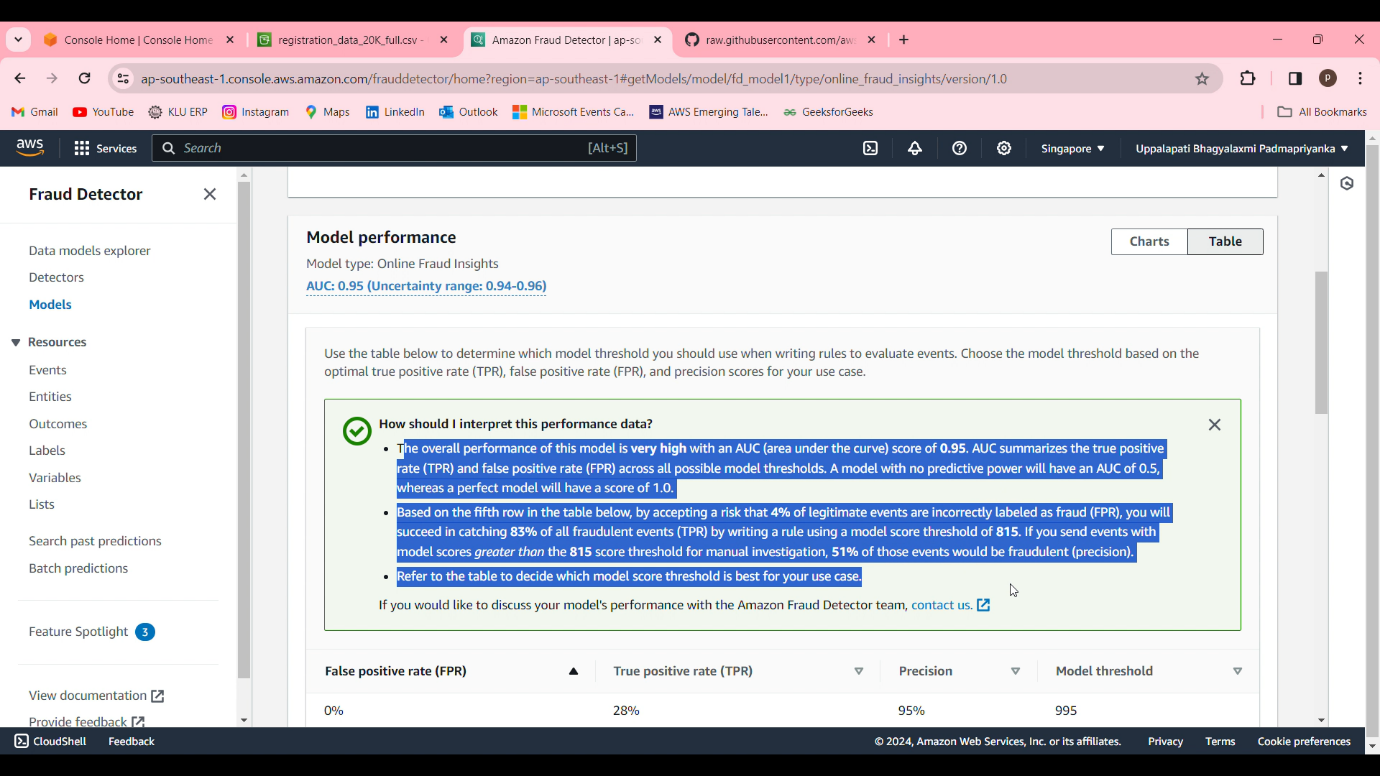 Console Home | Console Home
registration_data_20K_full.csv -
Amazon Fraud Detector | ap-so
raw.githubusercontent.com/aw
ap-southeast-1.console.aws.amazon.com/frauddetector/home?region=ap-southeast-1#getModels/model/fd_model1/type/online_fraud_insights/version/1.0
P
Gmail
YouTube
KLU ERP
Instagram
Maps
LinkedIn
Outlook
Microsoft Events Ca...
AWS Emerging Tale...
GeeksforGeeks
All Bookmarks
aws
Services
Search
[Alt+S]
Singapore
Uppalapati Bhagyalaxmi Padmapriyanka
Fraud Detector
Data models explorer
Detectors
Models
Resources
Events
Entities
Outcomes
Labels
Variables
Lists
Search past predictions
Batch predictions
Feature Spotlight 3
View documentation
Provide feedback
Model performance
Charts
Table
Model type: Online Fraud Insights
AUC: 0.95 (Uncertainty range: 0.94-0.96)
Use the table below to determine which model threshold you should use when writing rules to evaluate events. Choose the model threshold based on the
optimal true positive rate (TPR), false positive rate (FPR), and precision scores for your use case.
How should I interpret this performance data?
• The overall performance of this model is very high with an AUC (area under the curve) score of 0.95. AUC summarizes the true positive
rate (TPR) and false positive rate (FPR) across all possible model thresholds. A model with no predictive power will have an AUC of 0.5,
whereas a perfect model will have a score of 1.0.
• Based on the fifth row in the table below, by accepting a risk that 4% of legitimate events are incorrectly labeled as fraud (FPR), you will
succeed in catching 83% of all fraudulent events (TPR) by writing a rule using a model score threshold of 815. If you send events with
model scores greater than the 815 score threshold for manual investigation, 51% of those events would be fraudulent (precision).
• Refer to the table to decide which model score threshold is best for your use case.
If you would like to discuss your model's performance with the Amazon Fraud Detector team, contact us.
False positive rate (FPR)
True positive rate (TPR)
Precision
Model threshold
0%
28%
95%
995
CloudShell
Feedback
© 2024, Amazon Web Services, Inc. or its affiliates.
Privacy
Terms
Cookie preferences